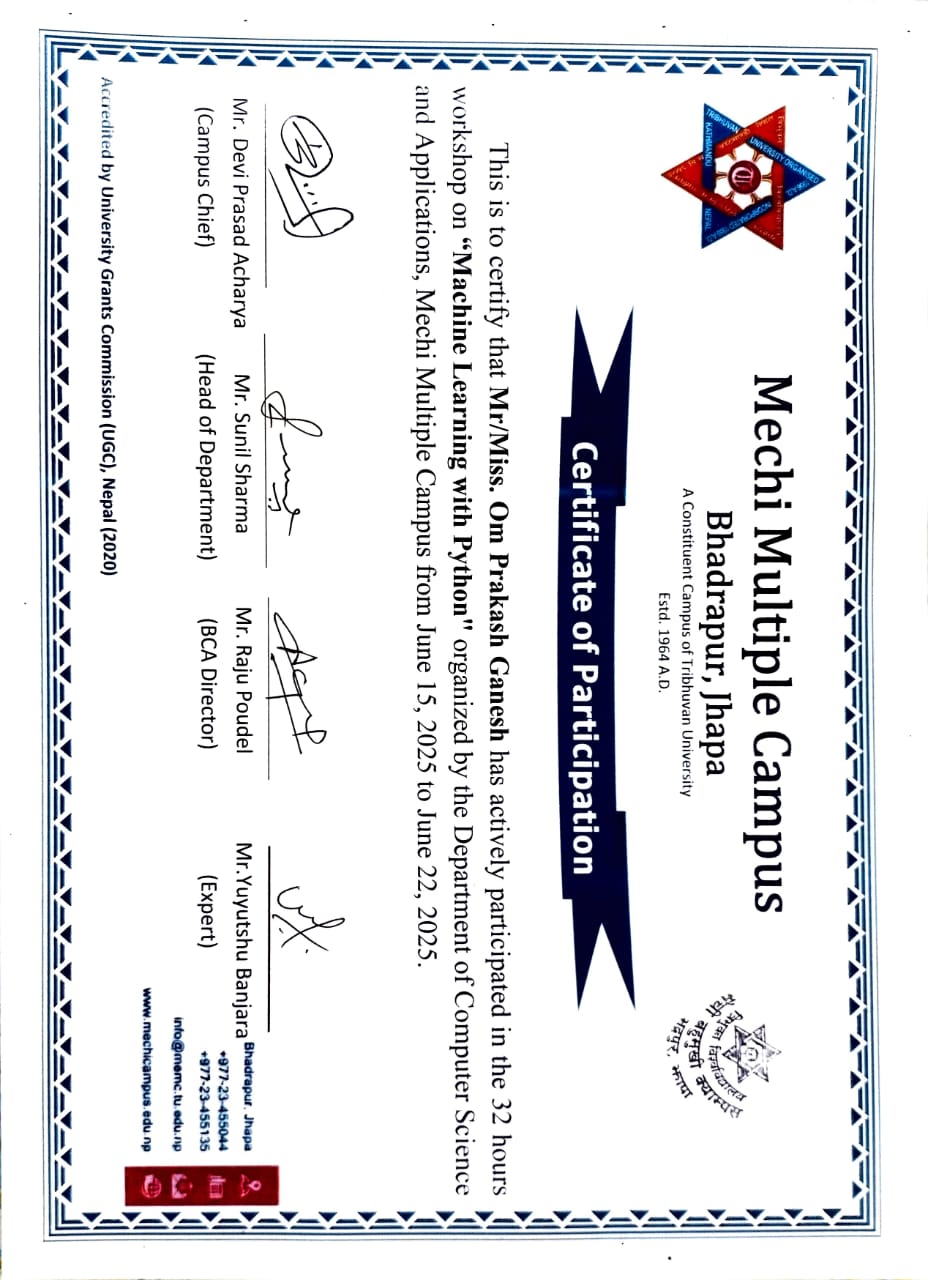 Mechi Multiple Campus
Bhadrapur, Jhapa
A Constituent Campus of Tribhuvan University
Estd. 1964 A.D.
TRIBHUVAN UNIVERSITY ORGANISED
KATHMANDU
NEPAL
त्रिभुवन विश्वविद्यालय
मेची बहुमुखी क्याम्पस
भद्रपुर, झापा
Certificate of Participation
This is to certify that Mr/Miss. Om Prakash Ganesh has actively participated in the 32 hours
workshop on “Machine Learning with Python" organized by the Department of Computer Science
and Applications, Mechi Multiple Campus from June 15, 2025 to June 22, 2025.
Mr. Devi Prasad Acharya
(Campus Chief)
Mr. Sunil Sharma
(Head of Department)
Mr. Raju Poudel
(BCA Director)
Mr.Yuyutshu Banjara
(Expert)
Bhadrapur, Jhapa
+977-23-455044
+977-23-455135
info@memc.tu.edu.np
www.mechicampus.edu.np
Accredited by University Grants Commission (UGC), Nepal (2020)